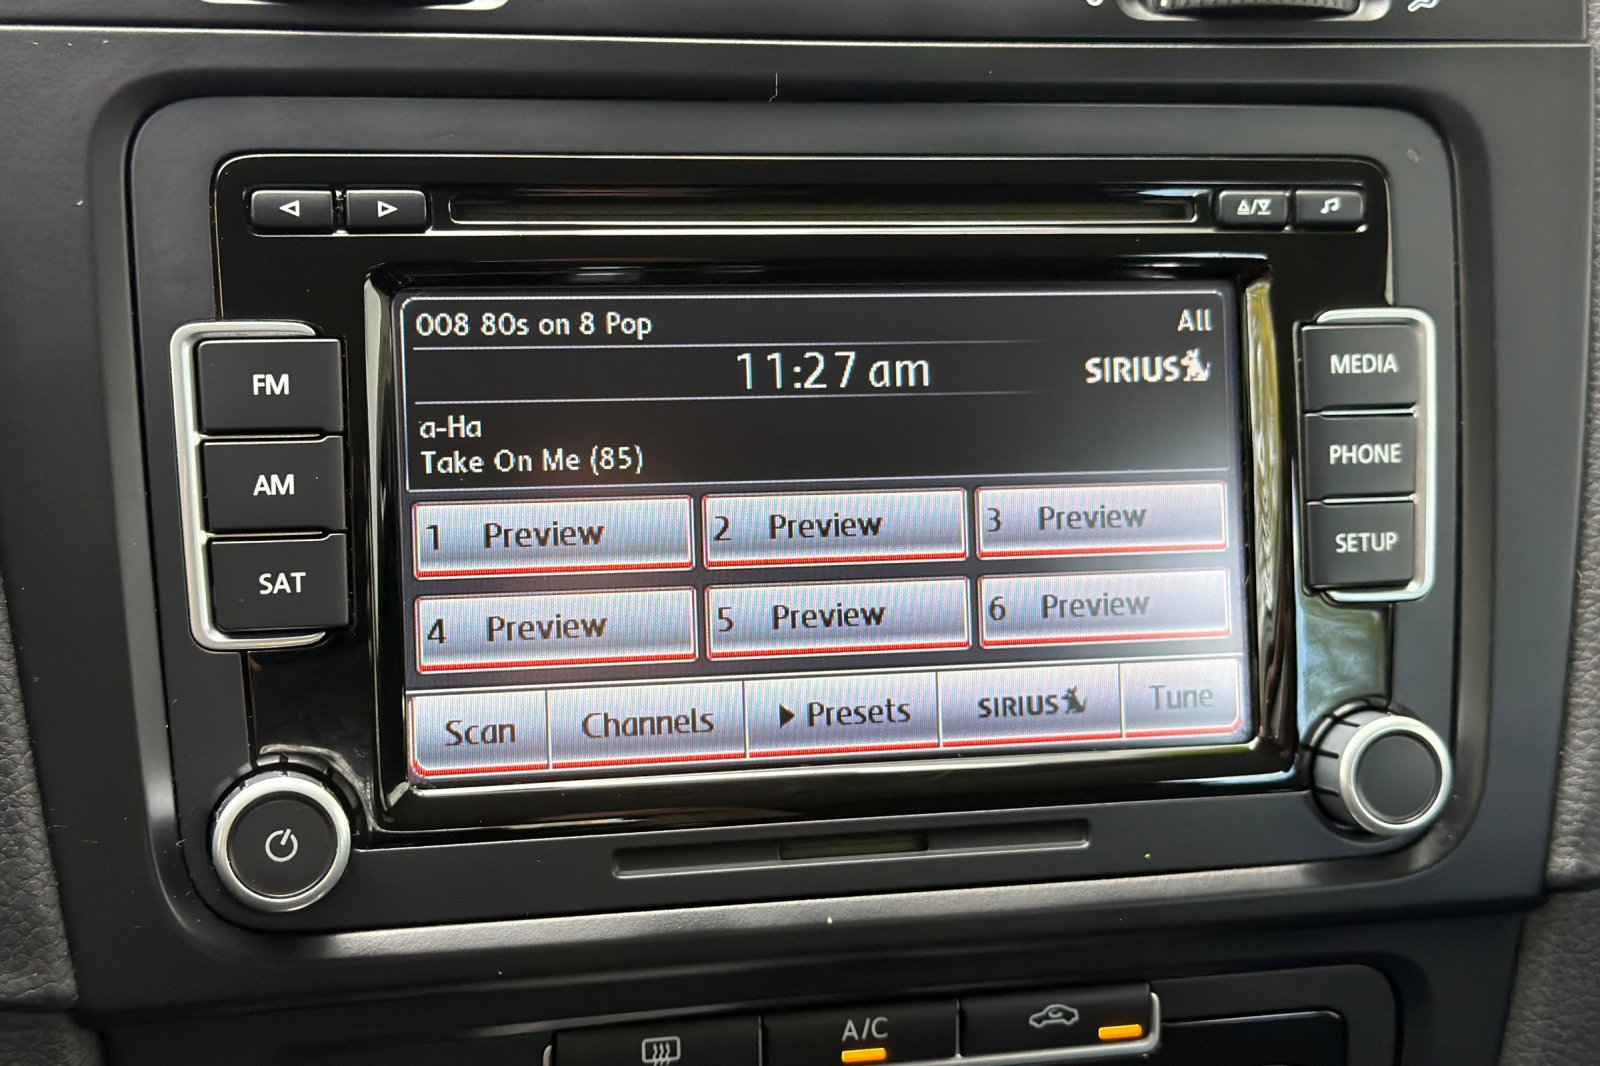 008 80s on 8 Pop All
11:27 am SIRIUS
a-Ha
Take On Me (85)
1 Preview 2 Preview 3 Preview
4 Preview 5 Preview 6 Preview
Scan Channels Presets SIRIUS Tune
FM
AM
SAT
MEDIA
PHONE
SETUP
A/C